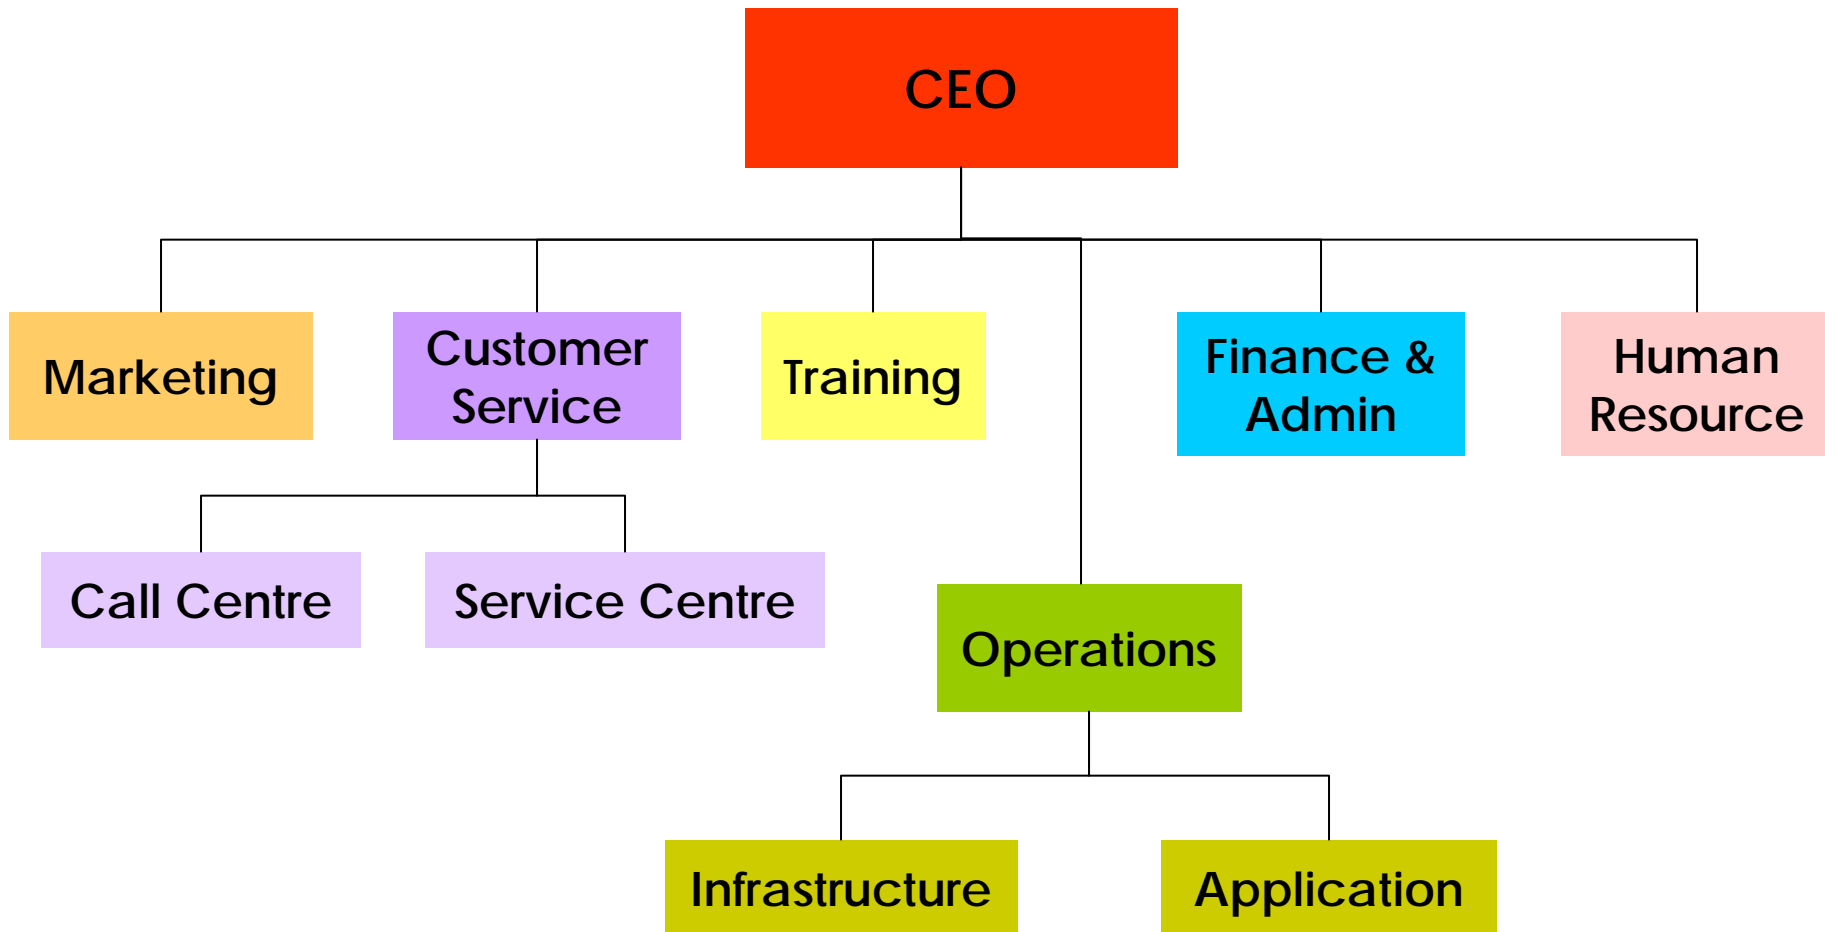 CEO
Marketing
Customer
Service
Training
Finance &
Admin
Human
Resource
Call Centre
Service Centre
Operations
Infrastructure
Application